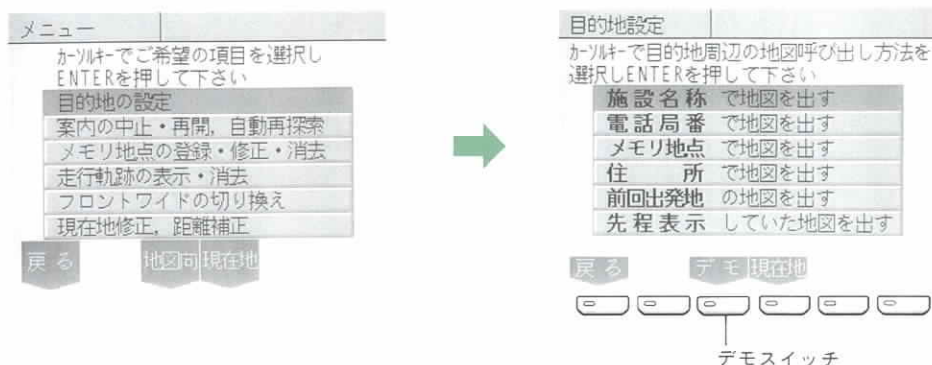 メニュー
カーソルキーでご希望の項目を選択し
ENTERを押して下さい
目的地の設定
案内の中止・再開，自動再探索
メモリ地点の登録・修正・消去
走行軌跡の表示・消去
フロントワイドの切り換え
現在地修正，距離補正
戻る 地図向 現在地
目的地設定
カーソルキーで目的地周辺の地図呼び出し方法を
選択しENTERを押して下さい
施設名称 で地図を出す
電話局番 で地図を出す
メモリ地点 で地図を出す
住所 で地図を出す
前回出発地 の地図を出す
先程表示 していた地図を出す
戻る デモ 現在地
デモスイッチ